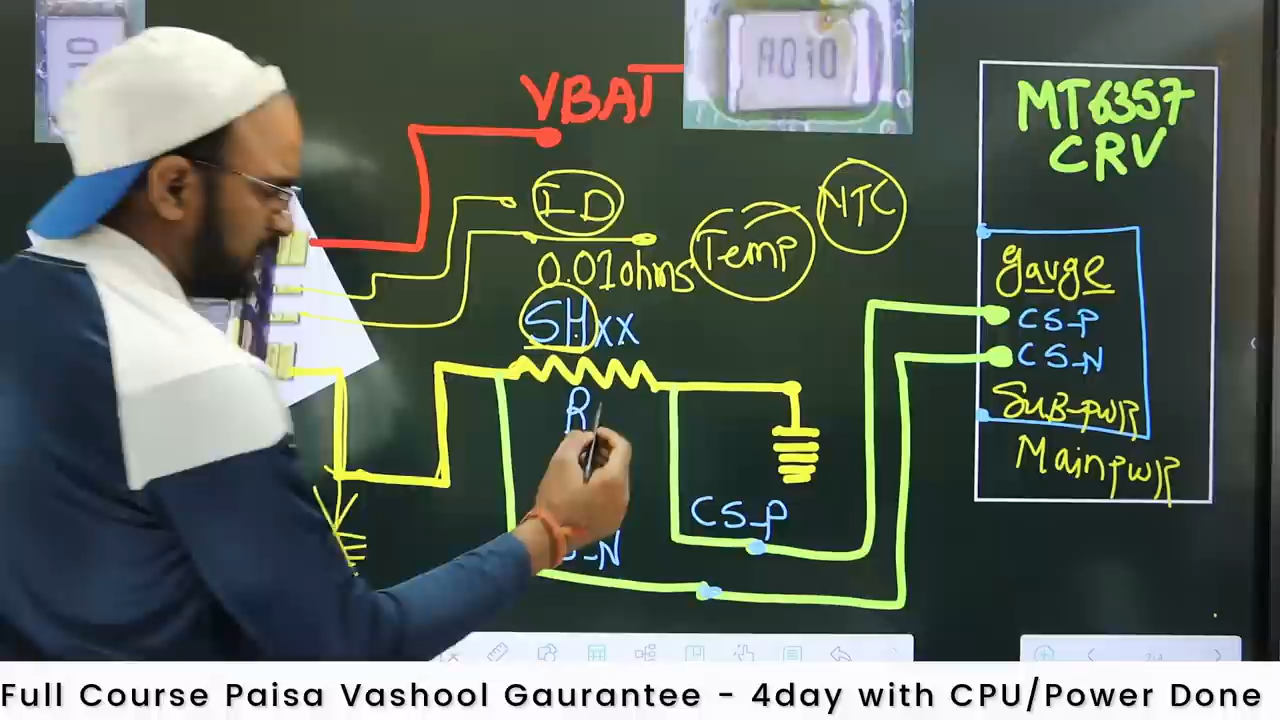 VBAT
R010
MT6357
CRV
ID
Temp
NTC
0.01ohms
SHxx
gauge
CS-P
CS-N
SUB-PWR
MainPWR
R
CS-P
-N
Full Course Paisa Vashool Gaurantee - 4day with CPU/Power Done